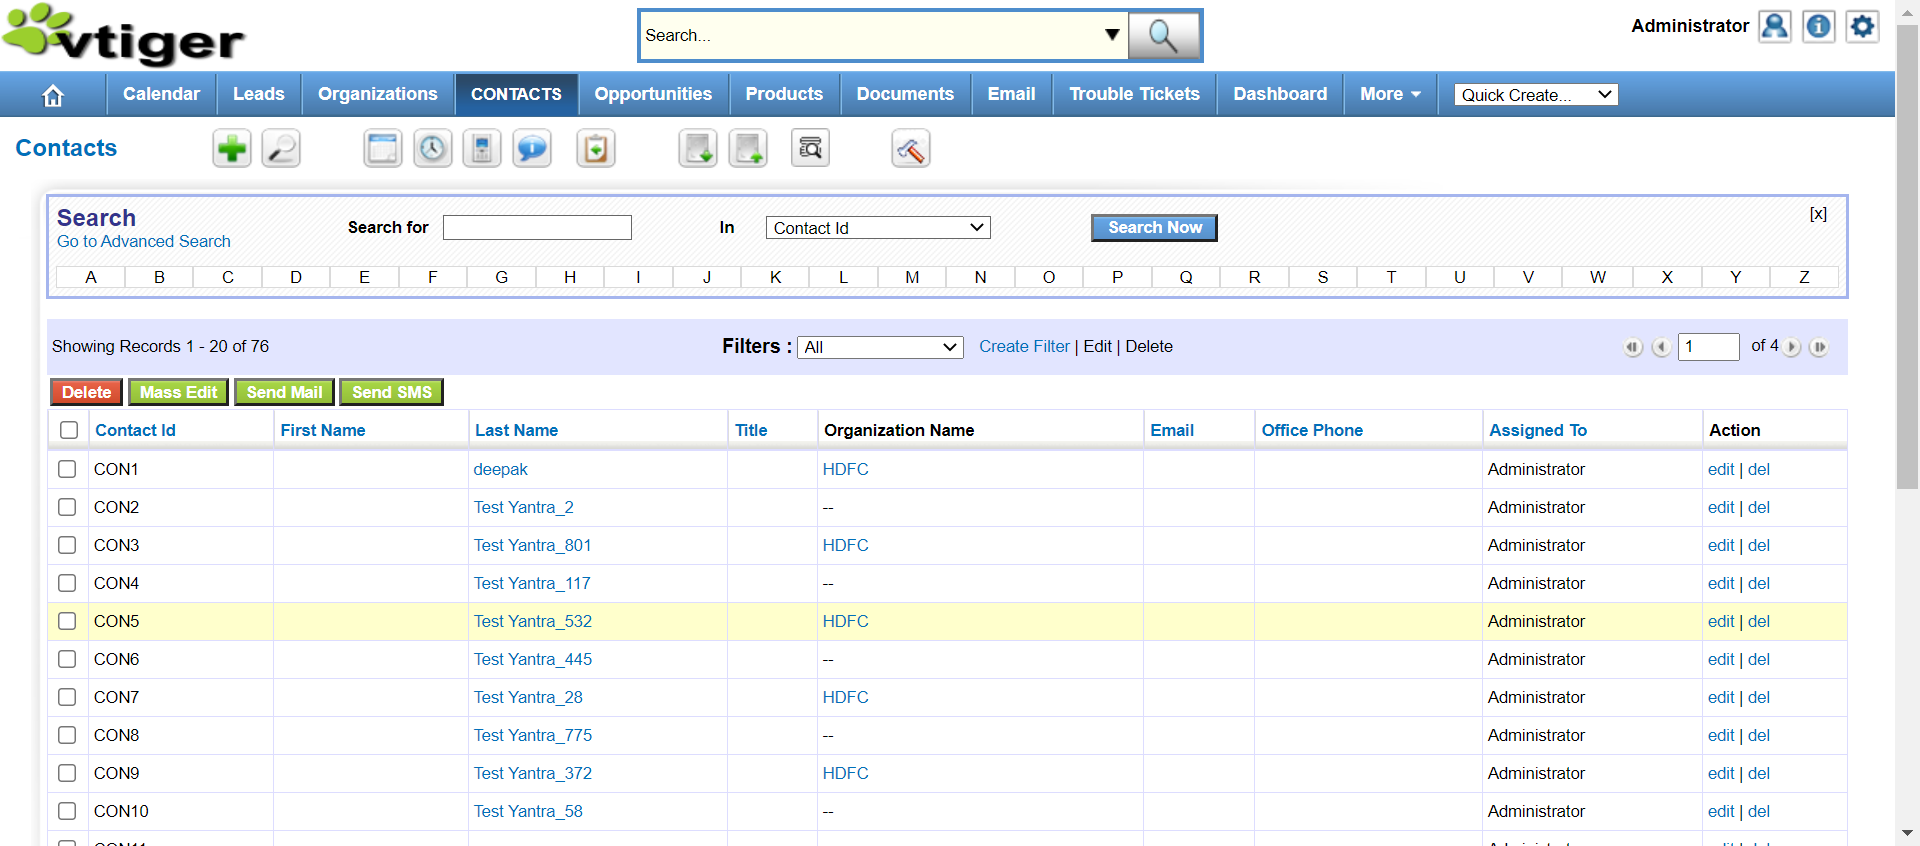 vtiger
Search...
Administrator
Calendar Leads Organizations CONTACTS Opportunities Products Documents Email Trouble Tickets Dashboard More Quick Create...
Contacts
Search
Go to Advanced Search
Search for In Contact Id Search Now [x]
A B C D E F G H I J K L M N O P Q R S T U V W X Y Z
Showing Records 1 - 20 of 76 Filters : All Create Filter | Edit | Delete 1 of 4
Delete Mass Edit Send Mail Send SMS
Contact Id First Name Last Name Title Organization Name Email Office Phone Assigned To Action
CON1 deepak HDFC Administrator edit | del
CON2 Test Yantra_2 -- Administrator edit | del
CON3 Test Yantra_801 HDFC Administrator edit | del
CON4 Test Yantra_117 -- Administrator edit | del
CON5 Test Yantra_532 HDFC Administrator edit | del
CON6 Test Yantra_445 -- Administrator edit | del
CON7 Test Yantra_28 HDFC Administrator edit | del
CON8 Test Yantra_775 -- Administrator edit | del
CON9 Test Yantra_372 HDFC Administrator edit | del
CON10 Test Yantra_58 -- Administrator edit | del